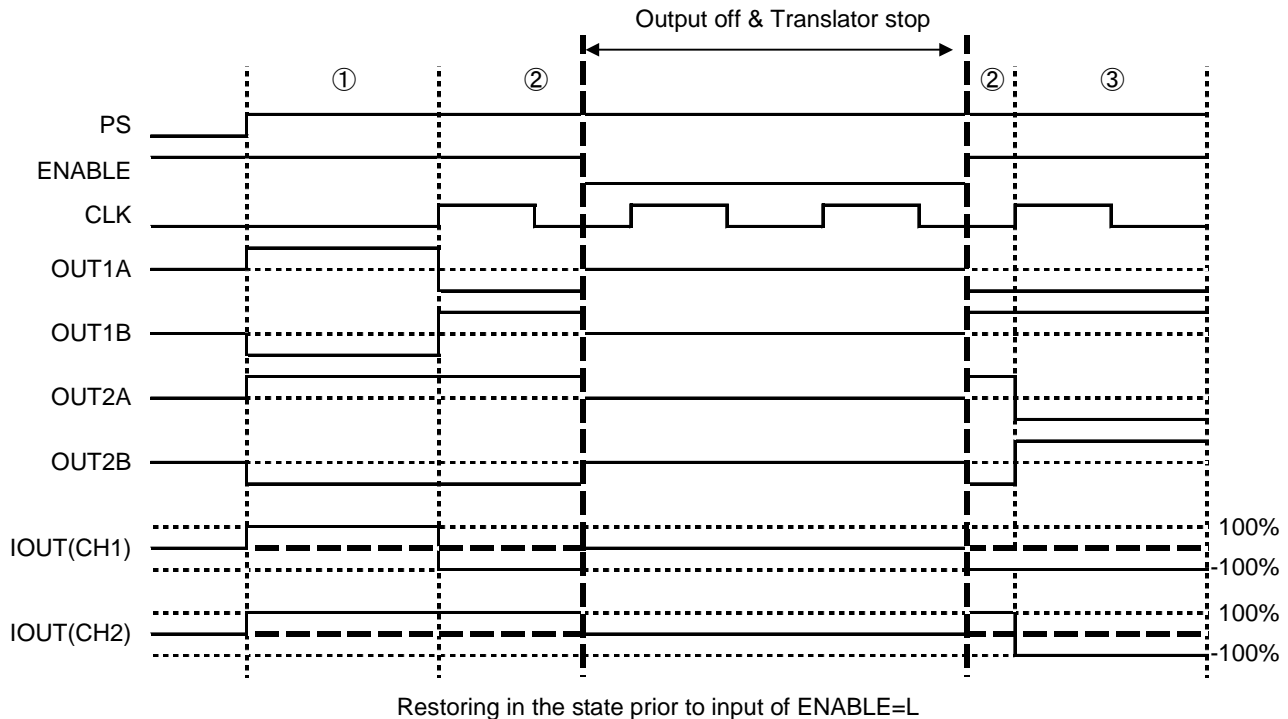 Output off & Translator stop
① ② ② ③
PS
ENABLE
CLK
OUT1A
OUT1B
OUT2A
OUT2B
100%
IOUT(CH1)
-100%
100%
IOUT(CH2)
-100%
Restoring in the state prior to input of ENABLE=L